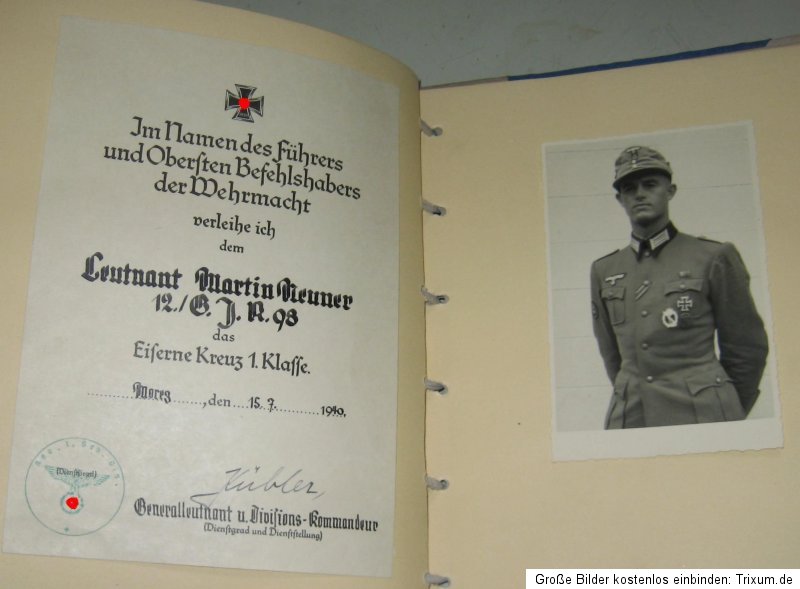 Im Namen des Führers
und Obersten Befehlshabers
der Wehrmacht
verleihe ich
dem
Leutnant Martin Neuner
12./G. J. R. 98
das
Eiserne Kreuz 1. Klasse.
Morez, den 15. 7. 1940.
(Dienstsiegel)
Kübler,
Generalleutnant u. Divisions-Kommandeur
(Dienstgrad und Dienststellung)
Große Bilder kostenlos einbinden: Trixum.de